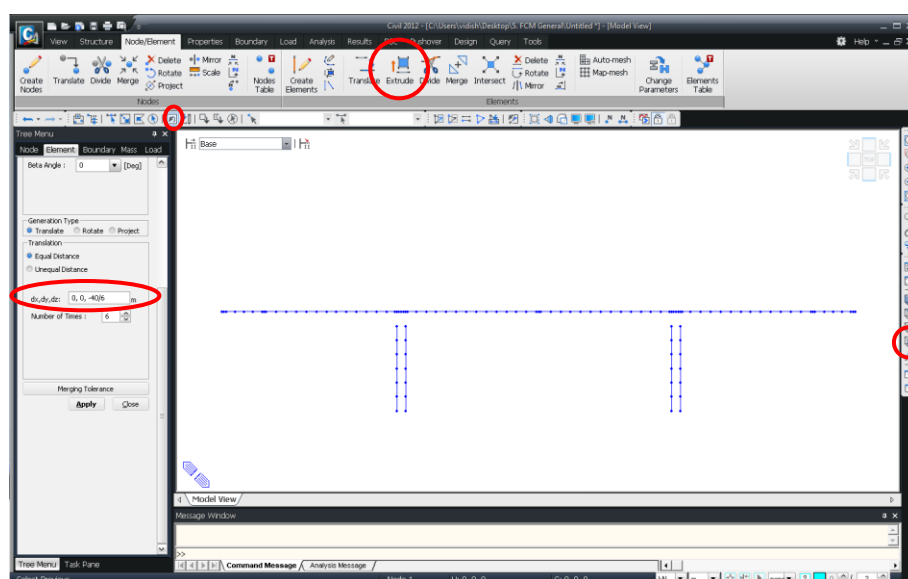 Civil 2012 - [C:\Users\vidish\Desktop\S. FCM General\Untitled *] - [Model View]
View Structure Node/Element Properties Boundary Load Analysis Results PSC Pushover Design Query Tools Help
Create Nodes
Translate Divide Merge
Delete
Rotate
Project
Mirror
Scale
Nodes Table
Create Elements
Translate Extrude Divide Merge Intersect
Delete
Rotate
Mirror
Auto-mesh
Map-mesh
Change Parameters
Elements Table
Nodes
Elements
Tree Menu
Node Element Boundary Mass Load
Base
TOP
Beta Angle : 0 [Deg]
Generation Type
Translate Rotate Project
Translation
Equal Distance
Unequal Distance
dx,dy,dz: 0, 0, -40/6 m
Number of Times : 6
Merging Tolerance
Apply Close
Model View
Message Window
>>
Command Message Analysis Message
Tree Menu Task Pane